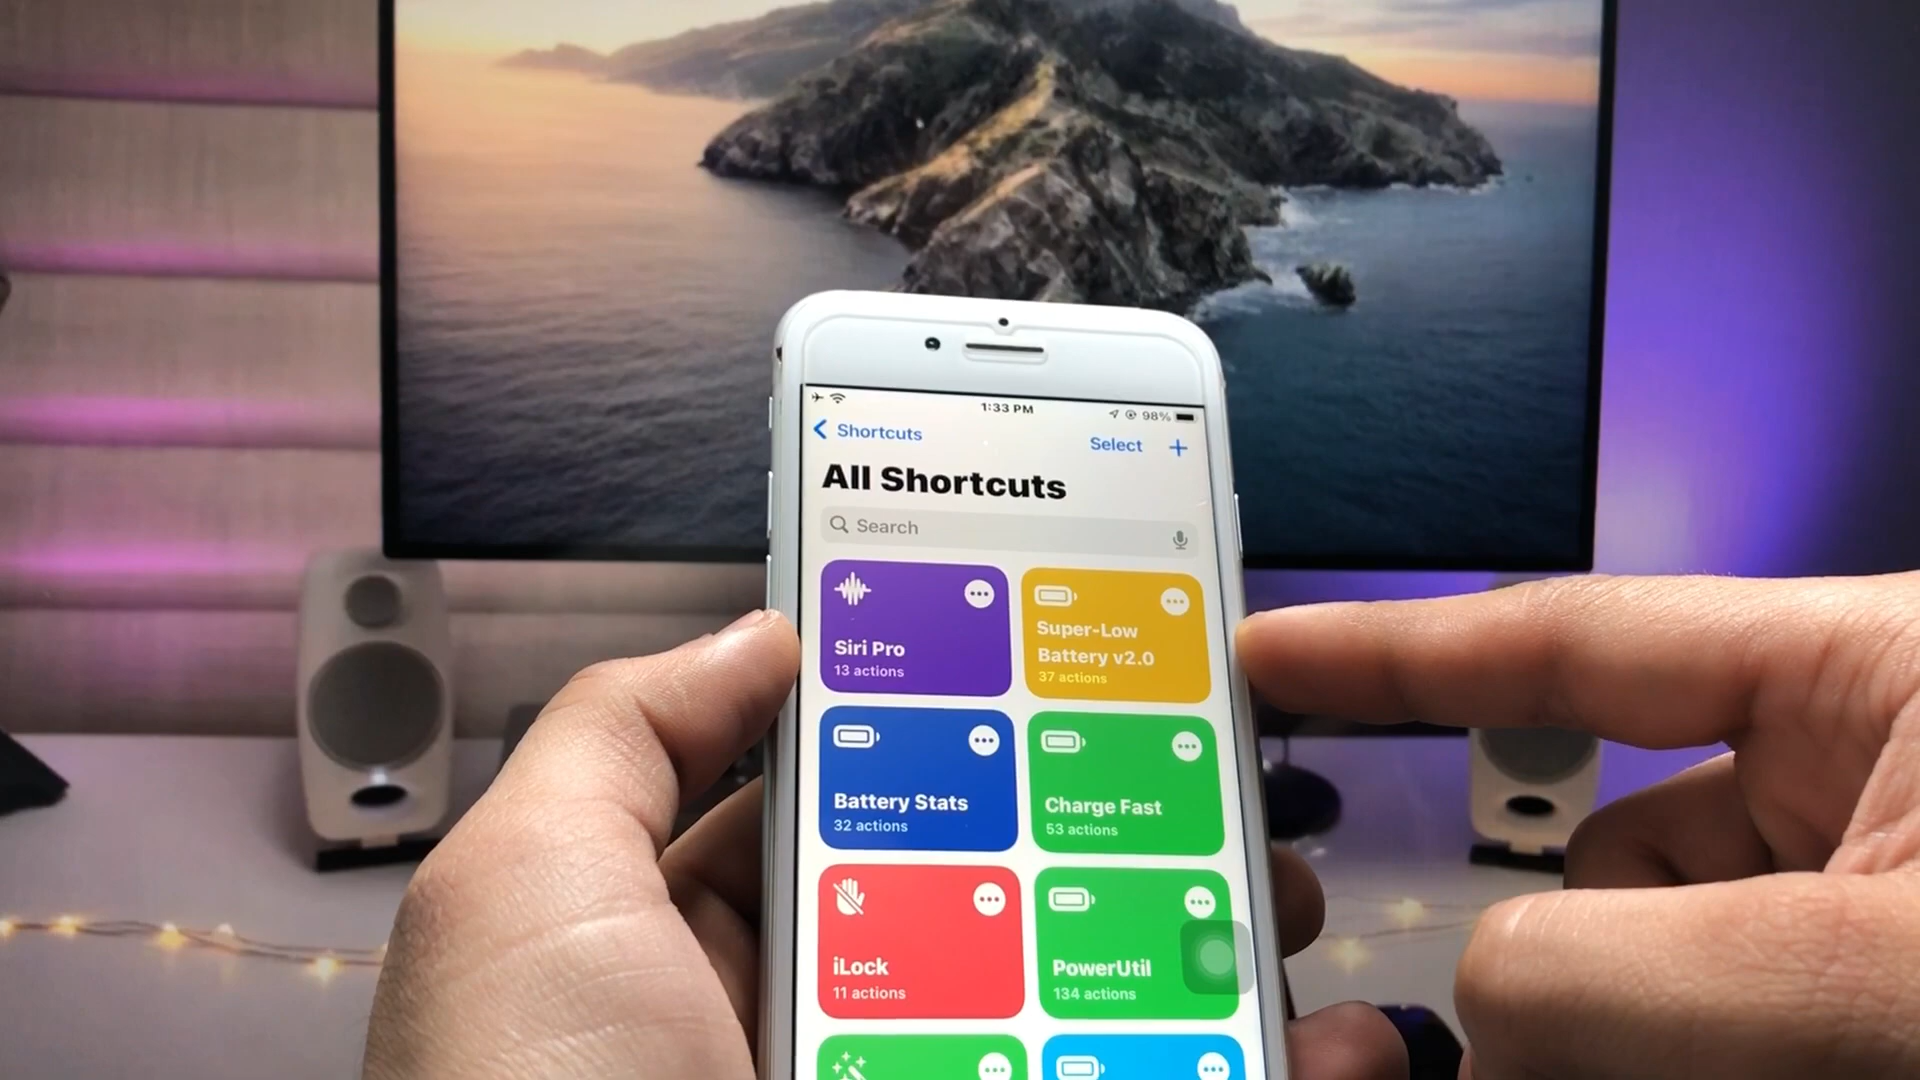 1:33 PM
98%
Shortcuts
Select
All Shortcuts
Search
Siri Pro
13 actions
Super-Low
Battery v2.0
37 actions
Battery Stats
32 actions
Charge Fast
53 actions
iLock
11 actions
PowerUtil
134 actions